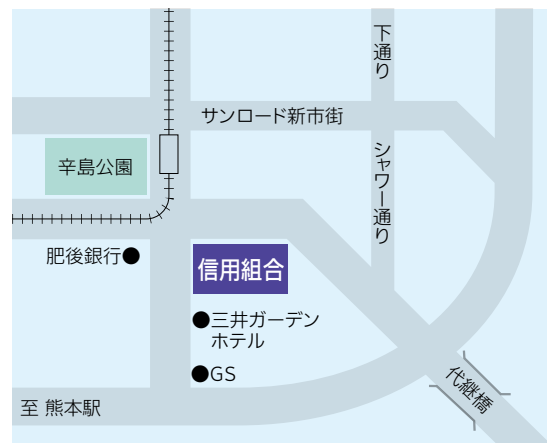 下通り
サンロード新市街
シャワー通り
辛島公園
肥後銀行●
信用組合
●三井ガーデン
ホテル
●GS
代継橋
至 熊本駅